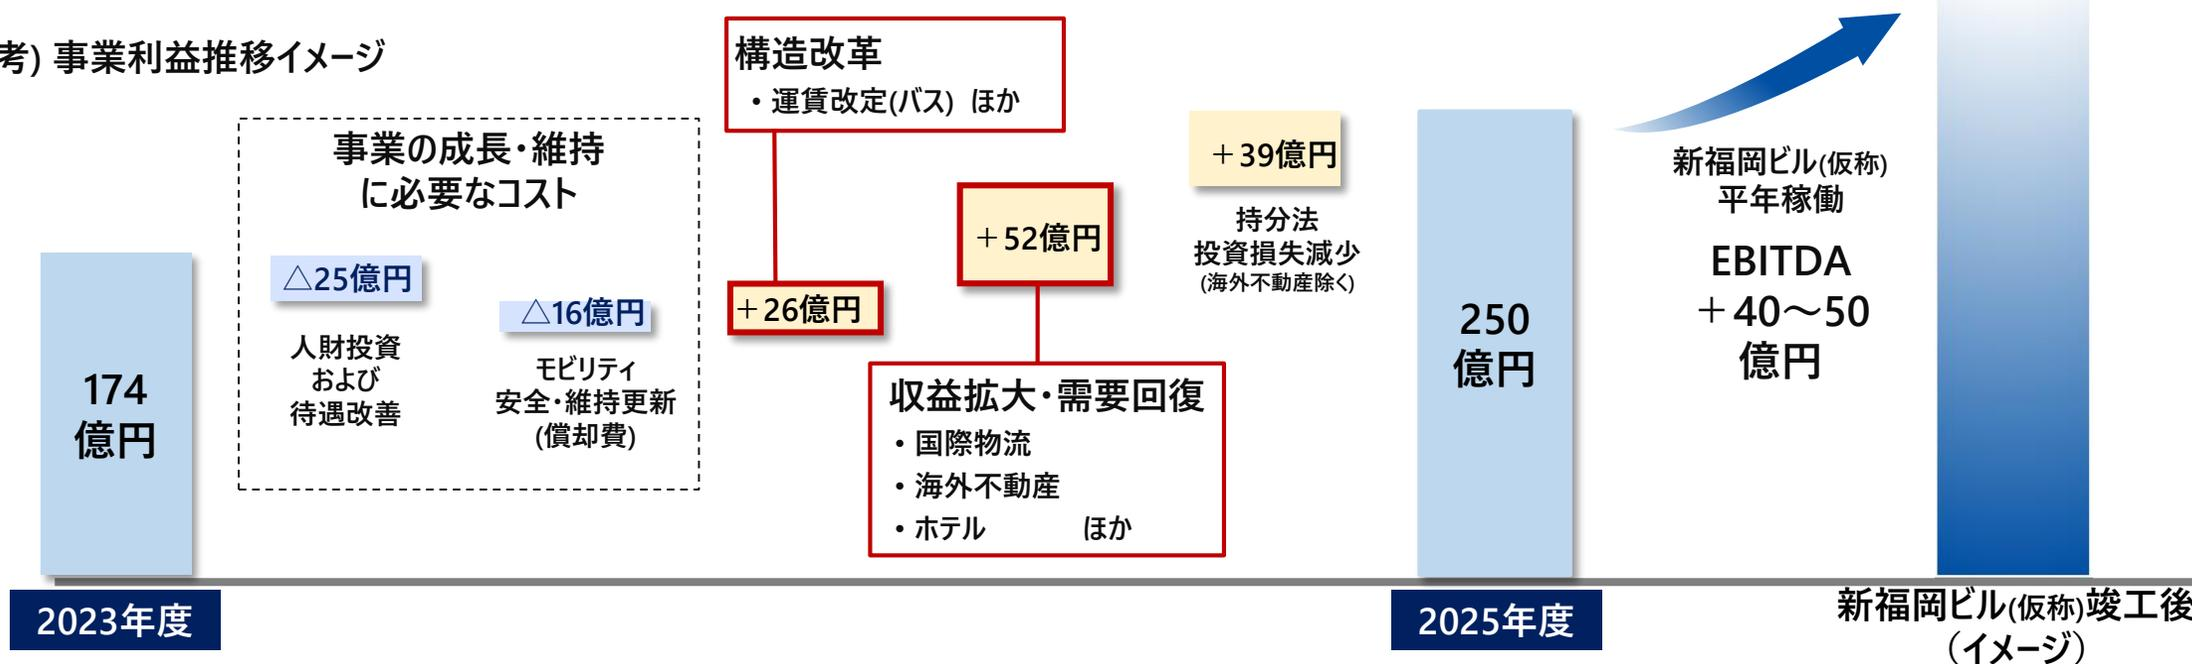 考) 事業利益推移イメージ
構造改革
・運賃改定(バス) ほか
事業の成長・維持
に必要なコスト
174
億円
△25億円
人財投資
および
待遇改善
△16億円
モビリティ
安全・維持更新
(償却費)
＋26億円
＋52億円
収益拡大・需要回復
・国際物流
・海外不動産
・ホテル ほか
＋39億円
持分法
投資損失減少
(海外不動産除く)
250
億円
新福岡ビル(仮称)
平年稼働
EBITDA
＋40～50
億円
2023年度
2025年度
新福岡ビル(仮称)竣工後
（イメージ）